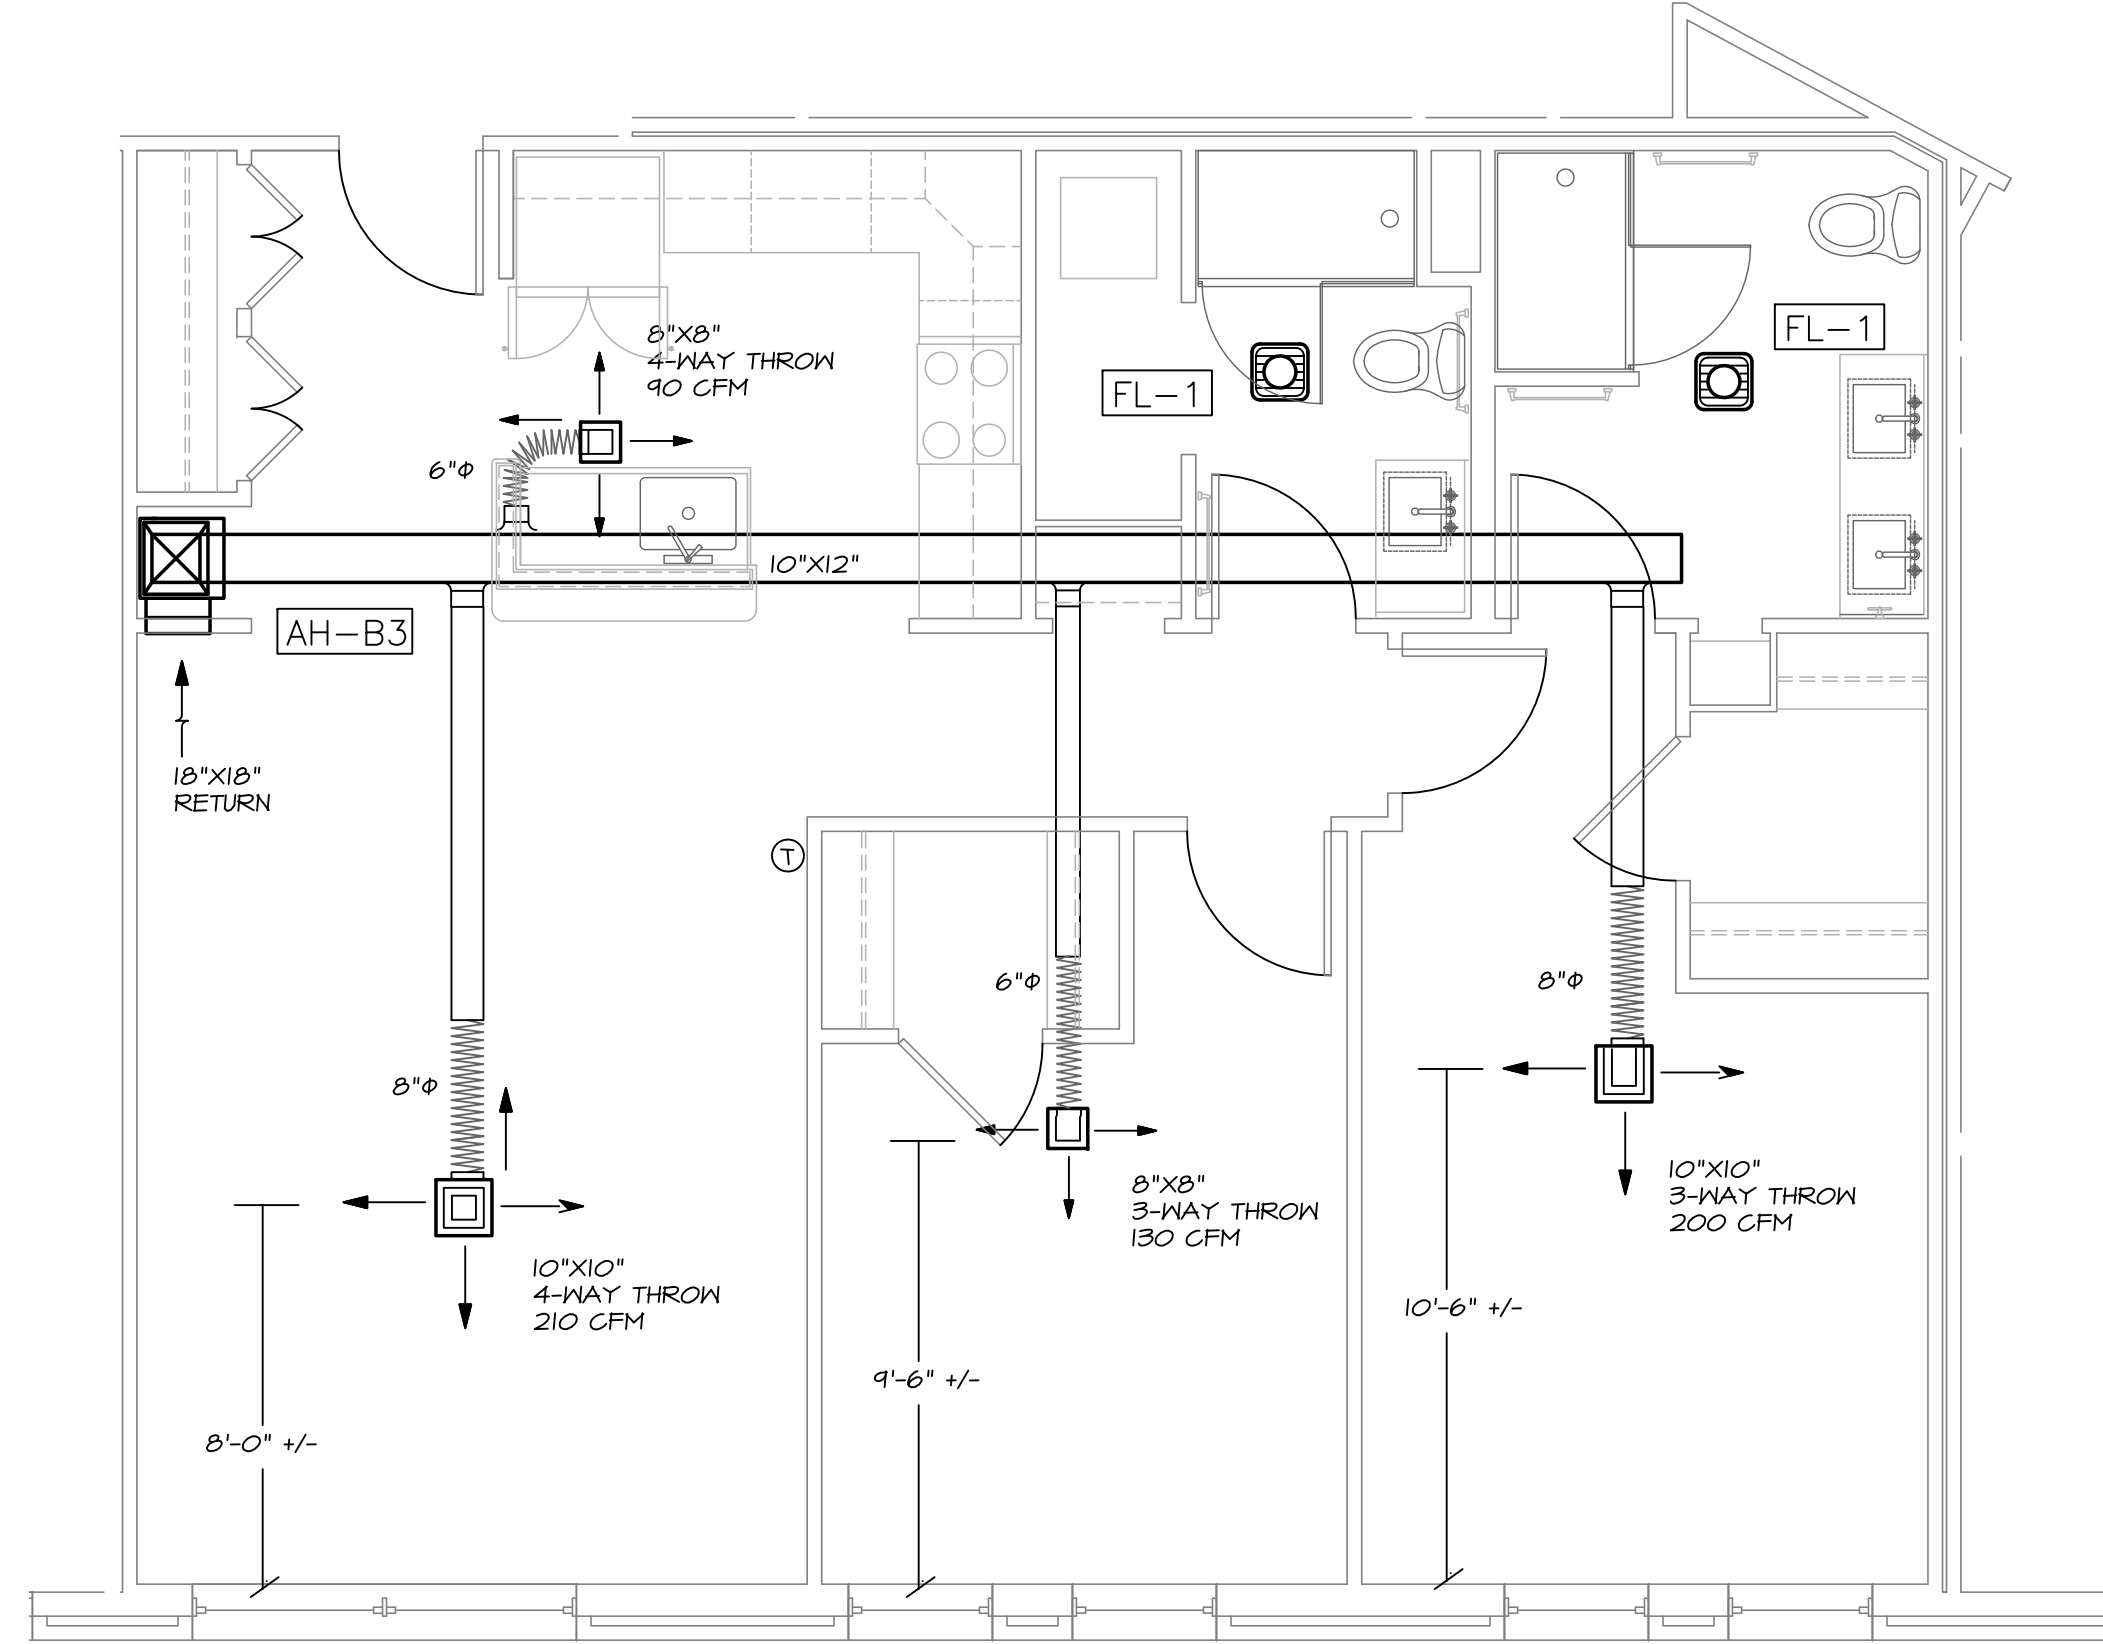 8"X8"
4-WAY THROW
90 CFM
FL-1
FL-1
6"Φ
10"X12"
AH-B3
18"X18"
RETURN
T
6"Φ
8"Φ
8"Φ
10"X10"
3-WAY THROW
200 CFM
8"X8"
3-WAY THROW
130 CFM
10"X10"
4-WAY THROW
210 CFM
10'-6" +/-
9'-6" +/-
8'-0" +/-